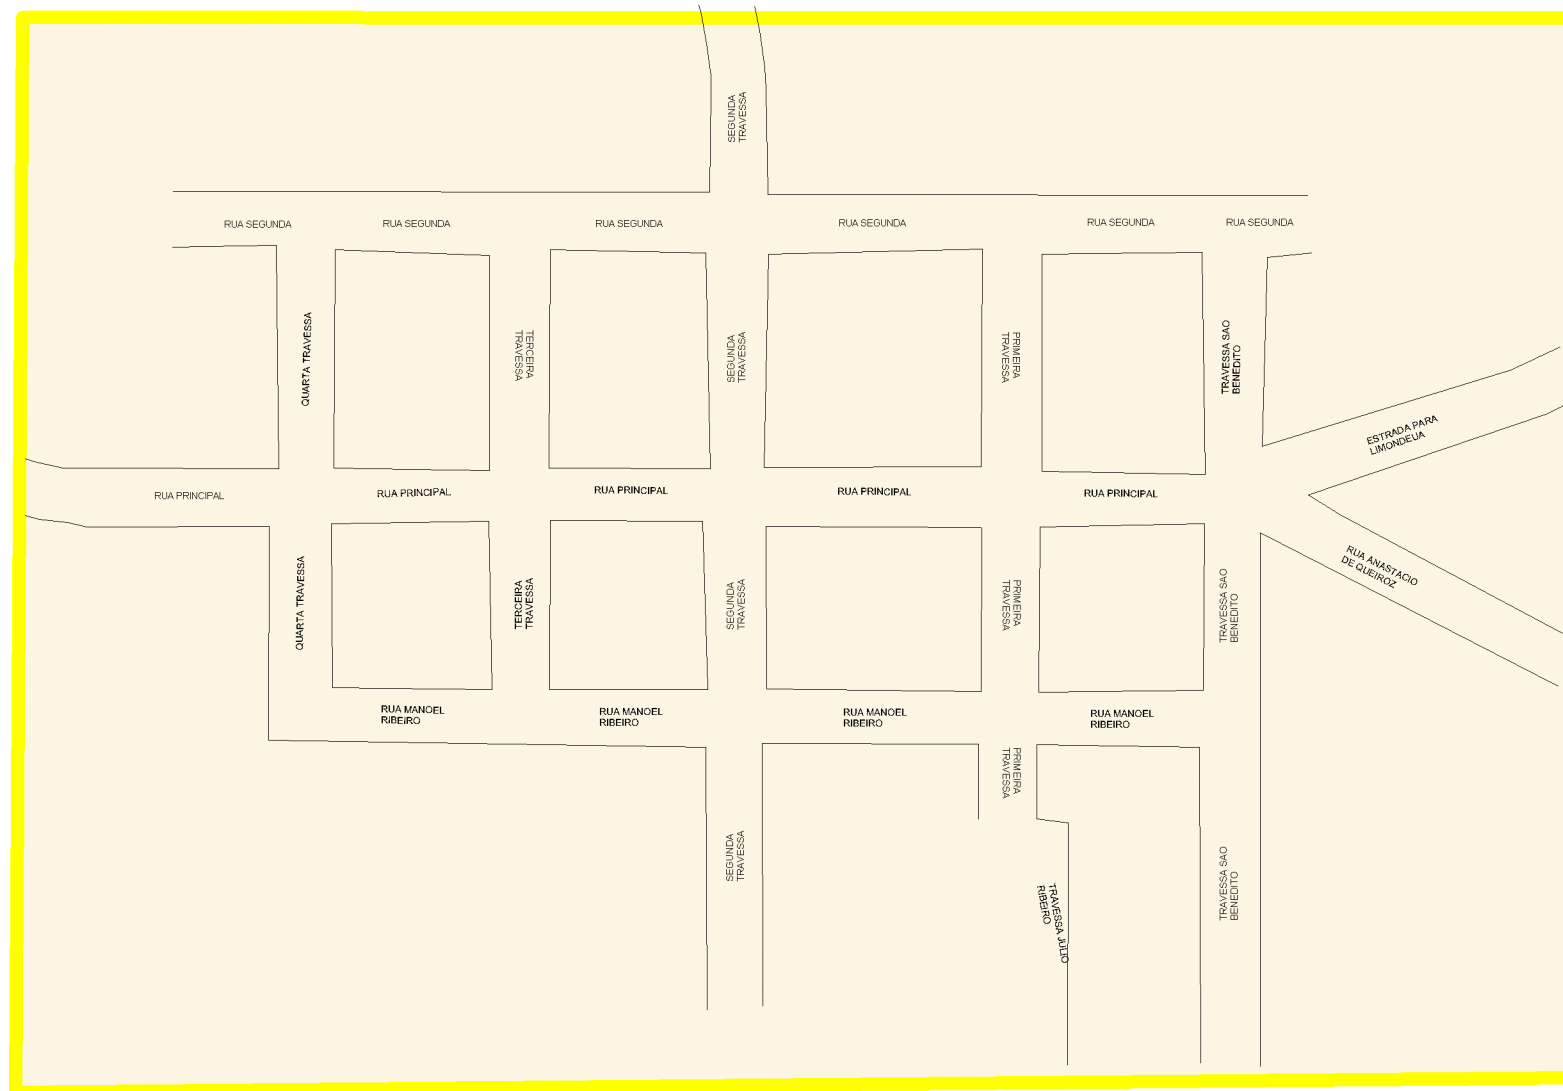 SEGUNDA
TRAVESSA
RUA SEGUNDA
RUA SEGUNDA
RUA SEGUNDA
RUA SEGUNDA
RUA SEGUNDA
RUA SEGUNDA
QUARTA TRAVESSA
TERCEIRA
TRAVESSA
SEGUNDA
TRAVESSA
PRIMEIRA
TRAVESSA
TRAVESSA SAO
BENEDITO
ESTRADA PARA
LIMONDEUA
RUA PRINCIPAL
RUA PRINCIPAL
RUA PRINCIPAL
RUA PRINCIPAL
RUA PRINCIPAL
RUA ANASTACIO
DE QUEIROZ
QUARTA TRAVESSA
TERCEIRA
TRAVESSA
SEGUNDA
TRAVESSA
PRIMEIRA
TRAVESSA
TRAVESSA SAO
BENEDITO
RUA MANOEL
RIBEIRO
RUA MANOEL
RIBEIRO
RUA MANOEL
RIBEIRO
RUA MANOEL
RIBEIRO
PRIMEIRA
TRAVESSA
SEGUNDA
TRAVESSA
TRAVESSA JULIO
RIBEIRO
TRAVESSA SAO
BENEDITO